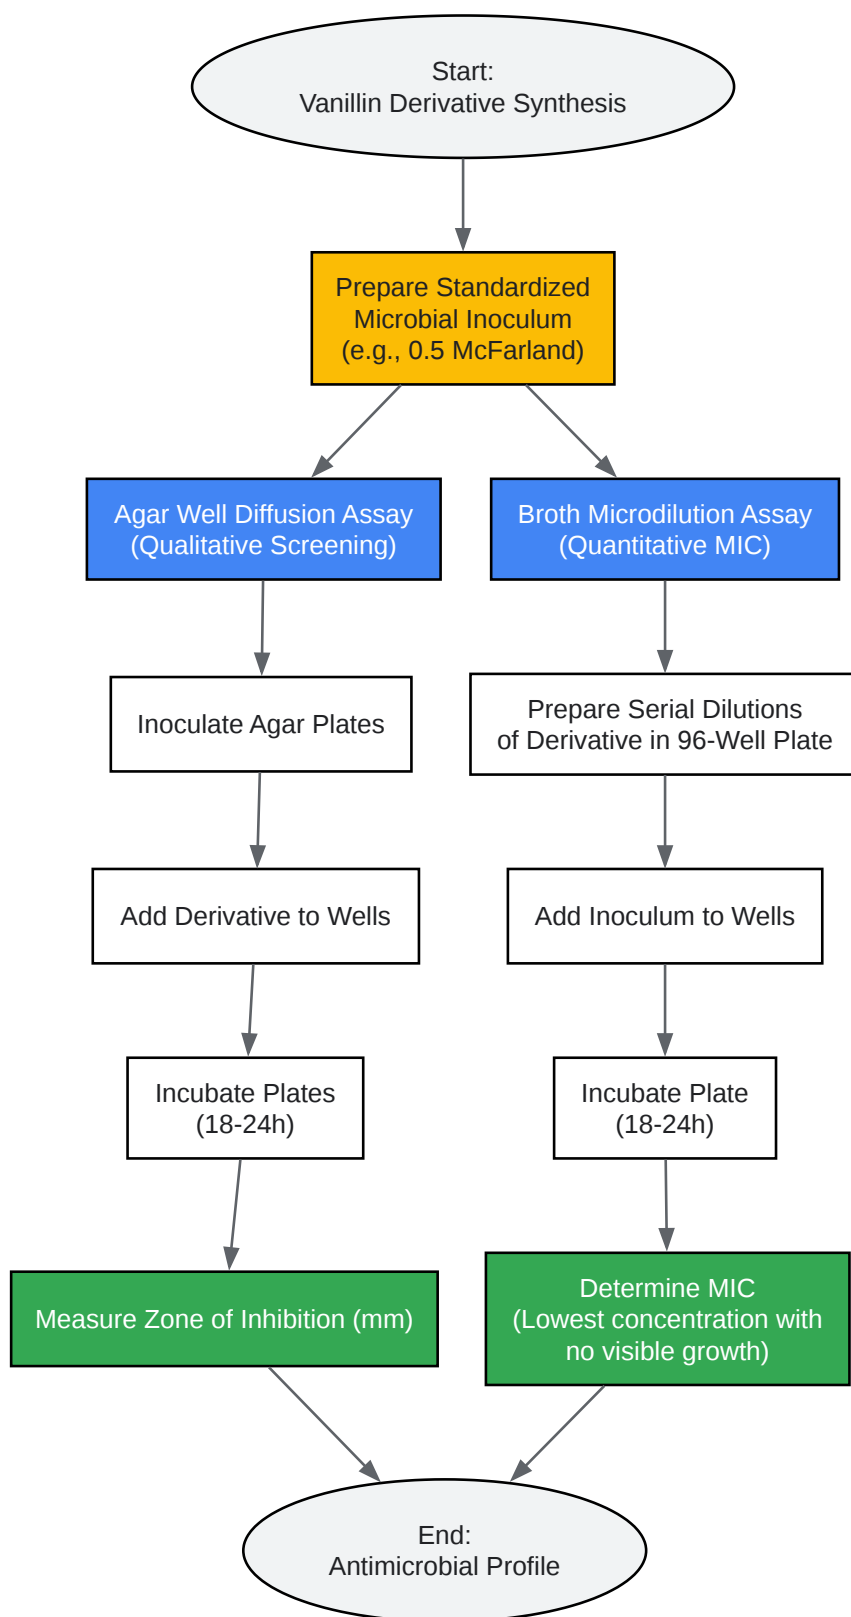 Start:
Vanillin Derivative Synthesis
Prepare Standardized
Microbial Inoculum
(e.g., 0.5 McFarland)
Agar Well Diffusion Assay
(Qualitative Screening)
Broth Microdilution Assay
(Quantitative MIC)
Inoculate Agar Plates
Prepare Serial Dilutions
of Derivative in 96-Well Plate
Add Derivative to Wells
Add Inoculum to Wells
Incubate Plates
(18-24h)
Incubate Plate
(18-24h)
Measure Zone of Inhibition (mm)
Determine MIC
(Lowest concentration with
no visible growth)
End:
Antimicrobial Profile